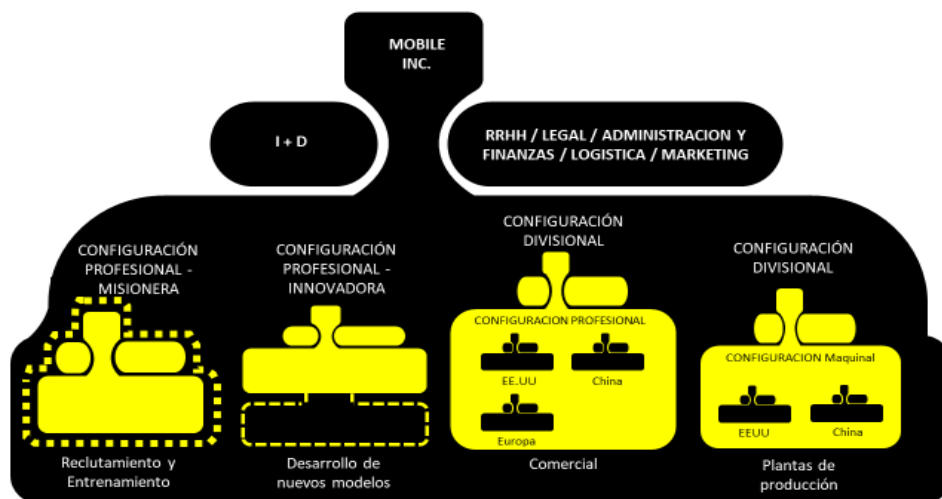 MOBILE
INC.
I + D
RRHH / LEGAL / ADMINISTRACION Y
FINANZAS / LOGISTICA / MARKETING
CONFIGURACIÓN
PROFESIONAL -
MISIONERA
Reclutamiento y
Entrenamiento
CONFIGURACIÓN
PROFESIONAL -
INNOVADORA
Desarrollo de
nuevos modelos
CONFIGURACIÓN
DIVISIONAL
CONFIGURACION PROFESIONAL
EE.UU
China
Europa
Comercial
CONFIGURACIÓN
DIVISIONAL
CONFIGURACION Maquinal
EEUU
China
Plantas de
producción